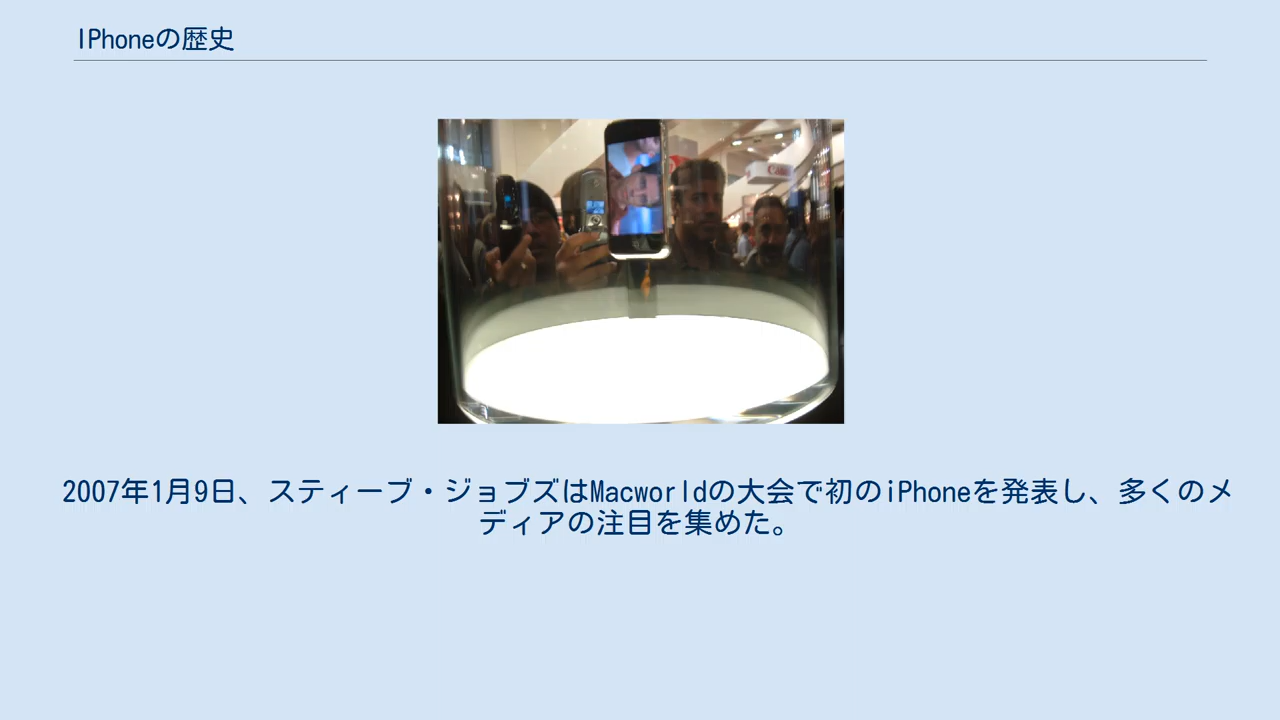 IPhoneの歴史
2007年1月9日、スティーブ・ジョブズはMacworldの大会で初のiPhoneを発表し、多くのメ
ディアの注目を集めた。